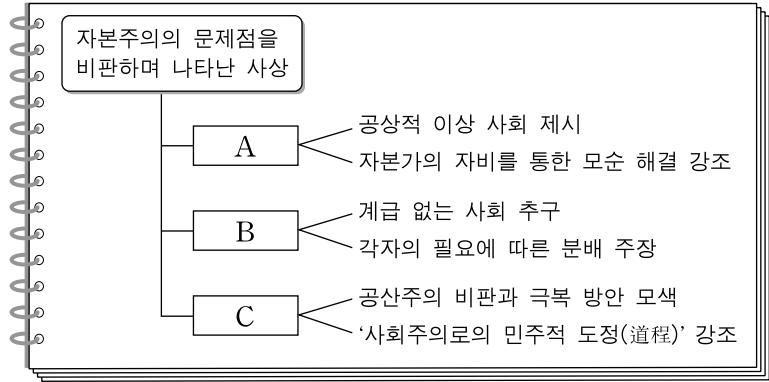 자본주의의 문제점을
비판하며 나타난 사상
A
공상적 이상 사회 제시
자본가의 자비를 통한 모순 해결 강조
B
계급 없는 사회 추구
각자의 필요에 따른 분배 주장
C
공산주의 비판과 극복 방안 모색
‘사회주의로의 민주적 도정(道程)’ 강조